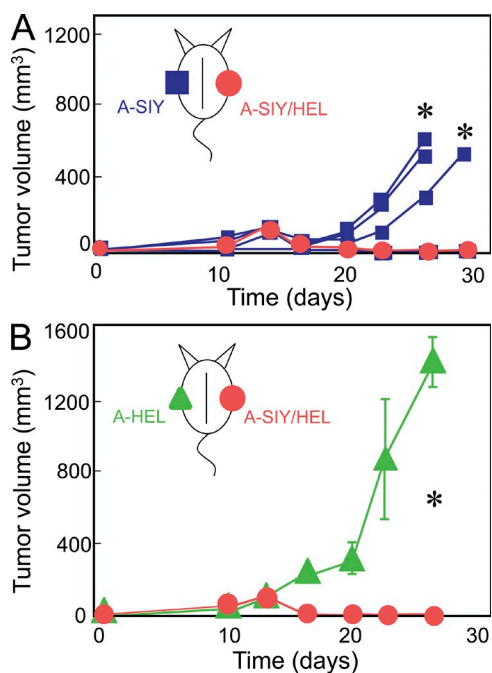 A
Tumor volume (mm³)
1200
800
400
0
A-SIY
A-SIY/HEL
*
*
0
10
20
30
Time (days)
B
Tumor volume (mm³)
1600
1200
800
400
0
A-HEL
A-SIY/HEL
*
0
10
20
30
Time (days)